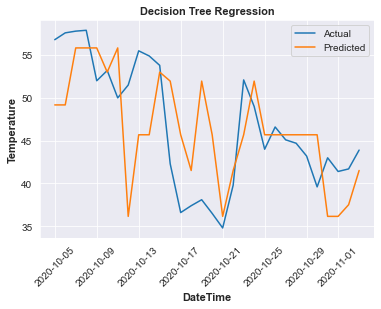 Decision Tree Regression
Actual
Predicted
Temperature
55
50
45
40
35
2020-10-05
2020-10-09
2020-10-13
2020-10-17
2020-10-21
2020-10-25
2020-10-29
2020-11-01
DateTime